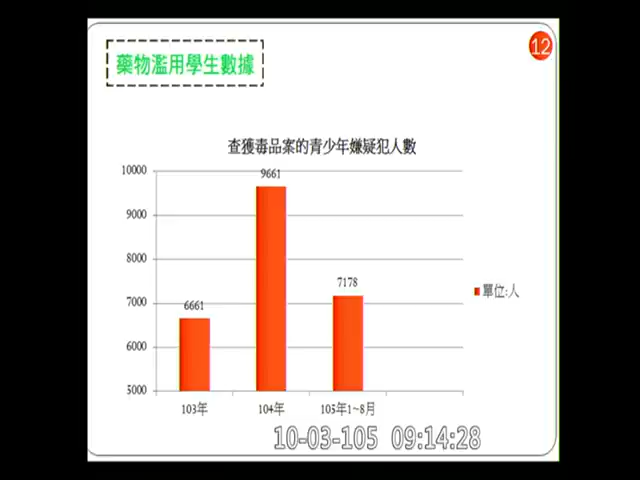 12
藥物濫用學生數據
查獲毒品案的青少年嫌疑犯人數
10000
9661
9000
8000
7178
7000
6661
6000
5000
單位:人
103年
104年
105年1~8月
10-03-105 09:14:28